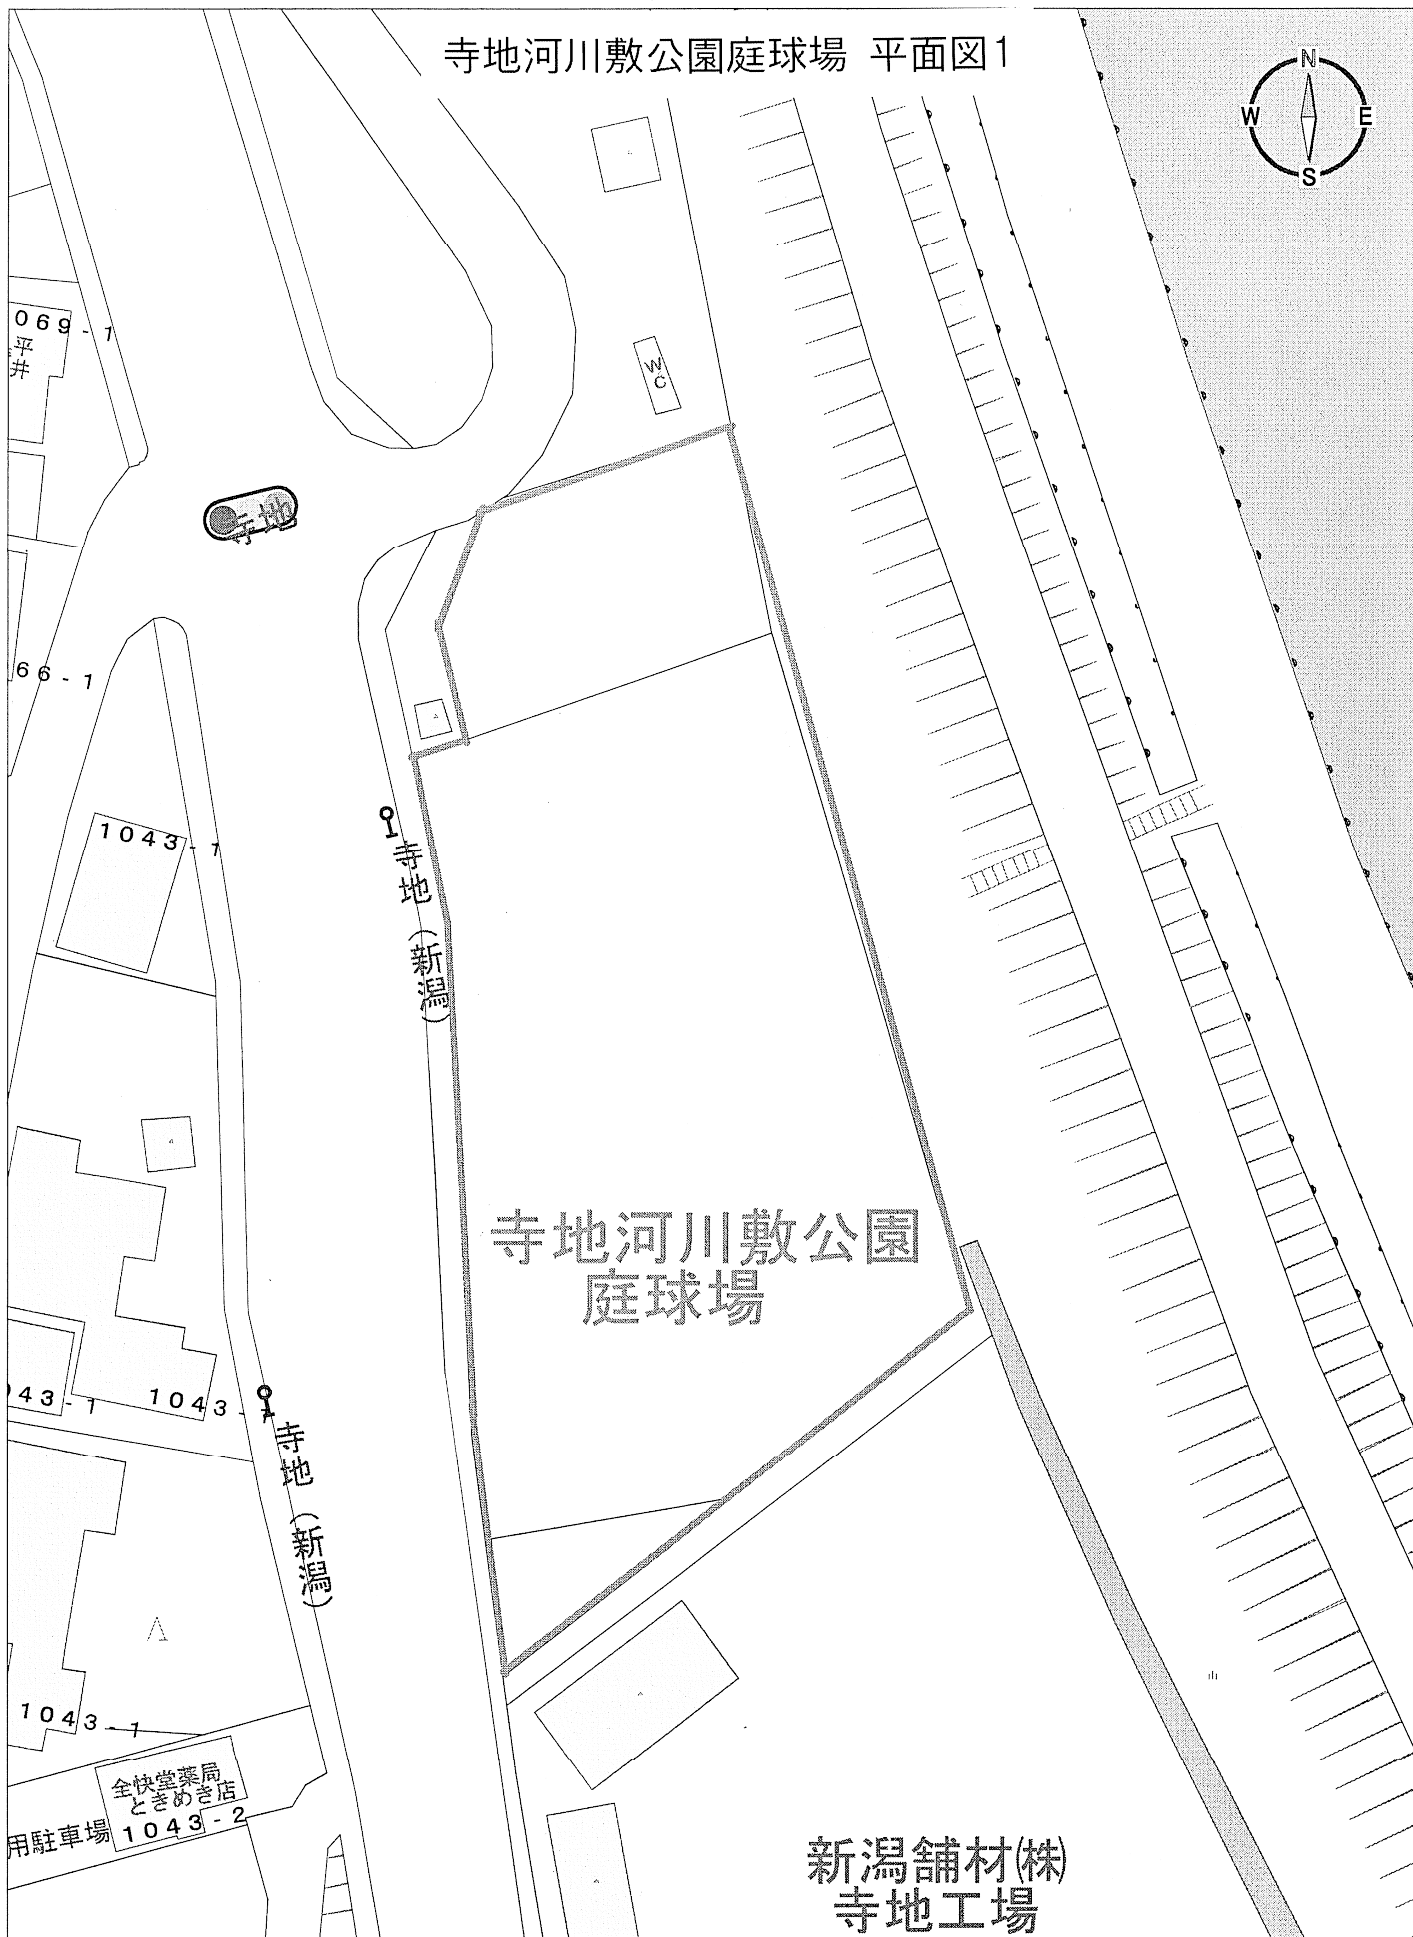 寺地河川敷公園庭球場 平面図1
N
W
E
S
069-1
平
井
WC
寺地
66-1
1043-1
寺地(新潟)
寺地河川敷公園
庭球場
043-1
1043-
寺地(新潟)
1043-1
全快堂薬局
ときめき店
1043-2
用駐車場
新潟舗材(株)
寺地工場